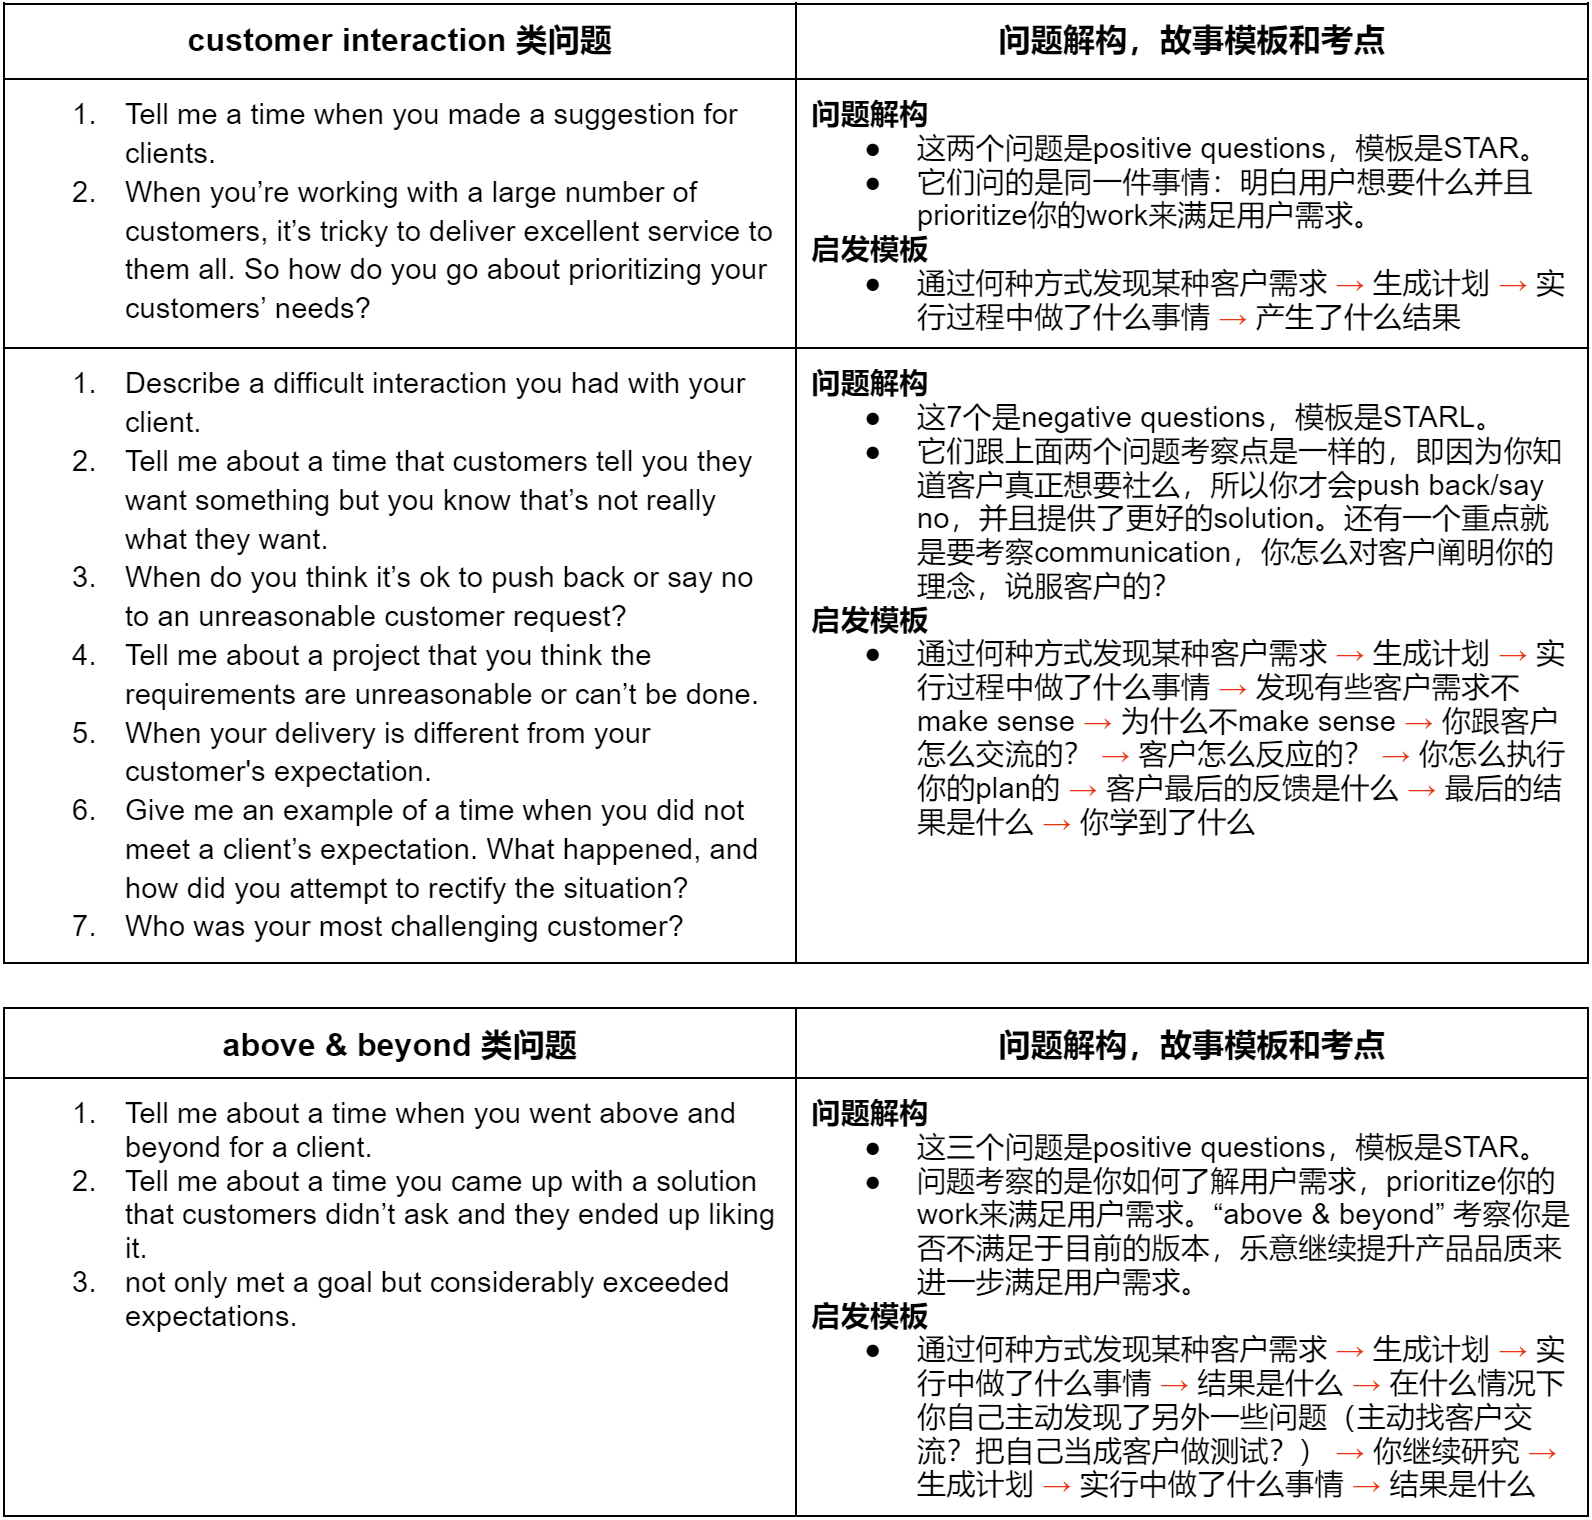 customer interaction 类问题
问题解构，故事模板和考点
1. Tell me a time when you made a suggestion for
clients.
2. When you’re working with a large number of
customers, it’s tricky to deliver excellent service to
them all. So how do you go about prioritizing your
customers’ needs?
问题解构
● 这两个问题是positive questions，模板是STAR。
● 它们问的是同一件事情：明白用户想要什么并且
prioritize你的work来满足用户需求。
启发模板
● 通过何种方式发现某种客户需求 → 生成计划 → 实
行过程中做了什么事情 → 产生了什么结果
1. Describe a difficult interaction you had with your
client.
2. Tell me about a time that customers tell you they
want something but you know that’s not really
what they want.
3. When do you think it’s ok to push back or say no
to an unreasonable customer request?
4. Tell me about a project that you think the
requirements are unreasonable or can’t be done.
5. When your delivery is different from your
customer's expectation.
6. Give me an example of a time when you did not
meet a client’s expectation. What happened, and
how did you attempt to rectify the situation?
7. Who was your most challenging customer?
问题解构
● 这7个是negative questions，模板是STARL。
● 它们跟上面两个问题考察点是一样的，即因为你知
道客户真正想要社么，所以你才会push back/say
no，并且提供了更好的solution。还有一个重点就
是要考察communication，你怎么对客户阐明你的
理念，说服客户的？
启发模板
● 通过何种方式发现某种客户需求 → 生成计划 → 实
行过程中做了什么事情 → 发现有些客户需求不
make sense → 为什么不make sense → 你跟客户
怎么交流的？ → 客户怎么反应的？ → 你怎么执行
你的plan的 → 客户最后的反馈是什么 → 最后的结
果是什么 → 你学到了什么
above & beyond 类问题
问题解构，故事模板和考点
1. Tell me about a time when you went above and
beyond for a client.
2. Tell me about a time you came up with a solution
that customers didn’t ask and they ended up liking
it.
3. not only met a goal but considerably exceeded
expectations.
问题解构
● 这三个问题是positive questions，模板是STAR。
● 问题考察的是你如何了解用户需求，prioritize你的
work来满足用户需求。“above & beyond” 考察你是
否不满足于目前的版本，乐意继续提升产品品质来
进一步满足用户需求。
启发模板
● 通过何种方式发现某种客户需求 → 生成计划 → 实
行中做了什么事情 → 结果是什么 → 在什么情况下
你自己主动发现了另外一些问题（主动找客户交
流？把自己当成客户做测试？） → 你继续研究 →
生成计划 → 实行中做了什么事情 → 结果是什么